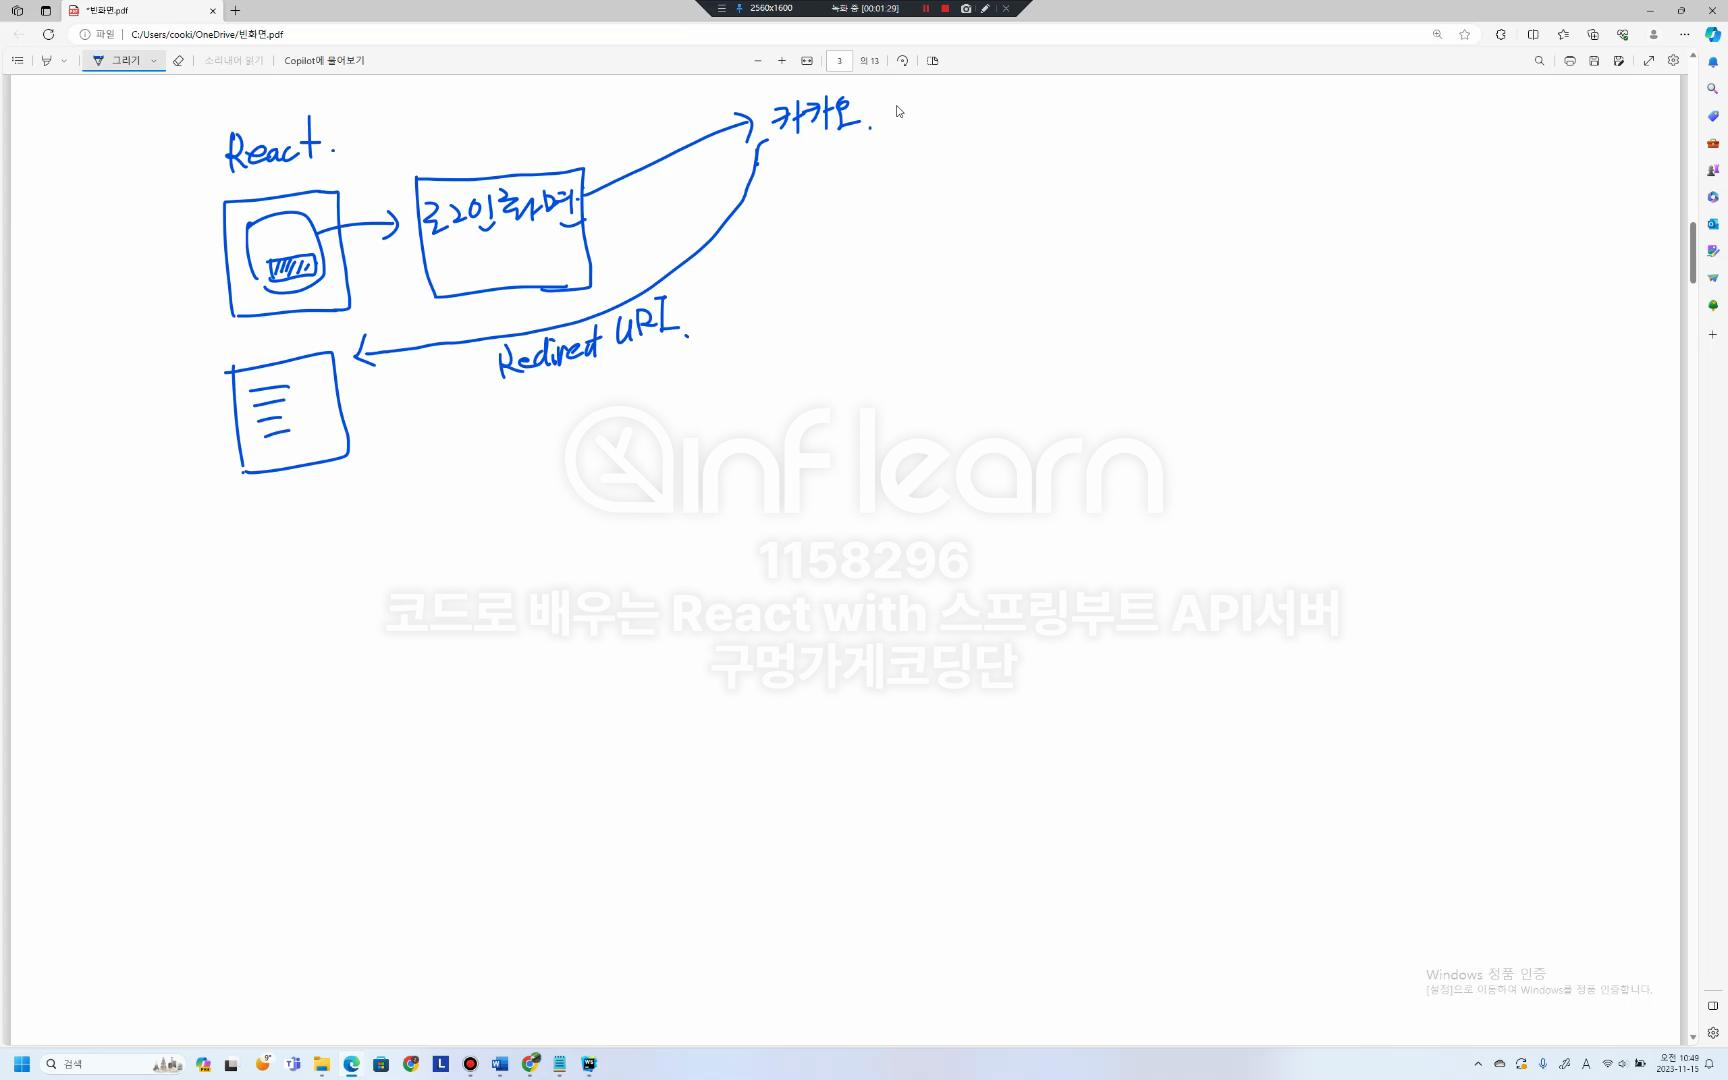 *빈화면.pdf
2560x1600
녹화 중 [00:01:29]
파일
C:/Users/cooki/OneDrive/빈화면.pdf
그리기
소리내어 읽기
Copilot에 물어보기
3
의 13
React.
카카오.
로그인화면
Redirect URI.
inflearn
1158296
코드로 배우는 React with 스프링부트 API서버
구멍가게코딩단
Windows 정품 인증
[설정]으로 이동하여 Windows를 정품 인증합니다.
검색
9°
A
오전 10:49
2023-11-15